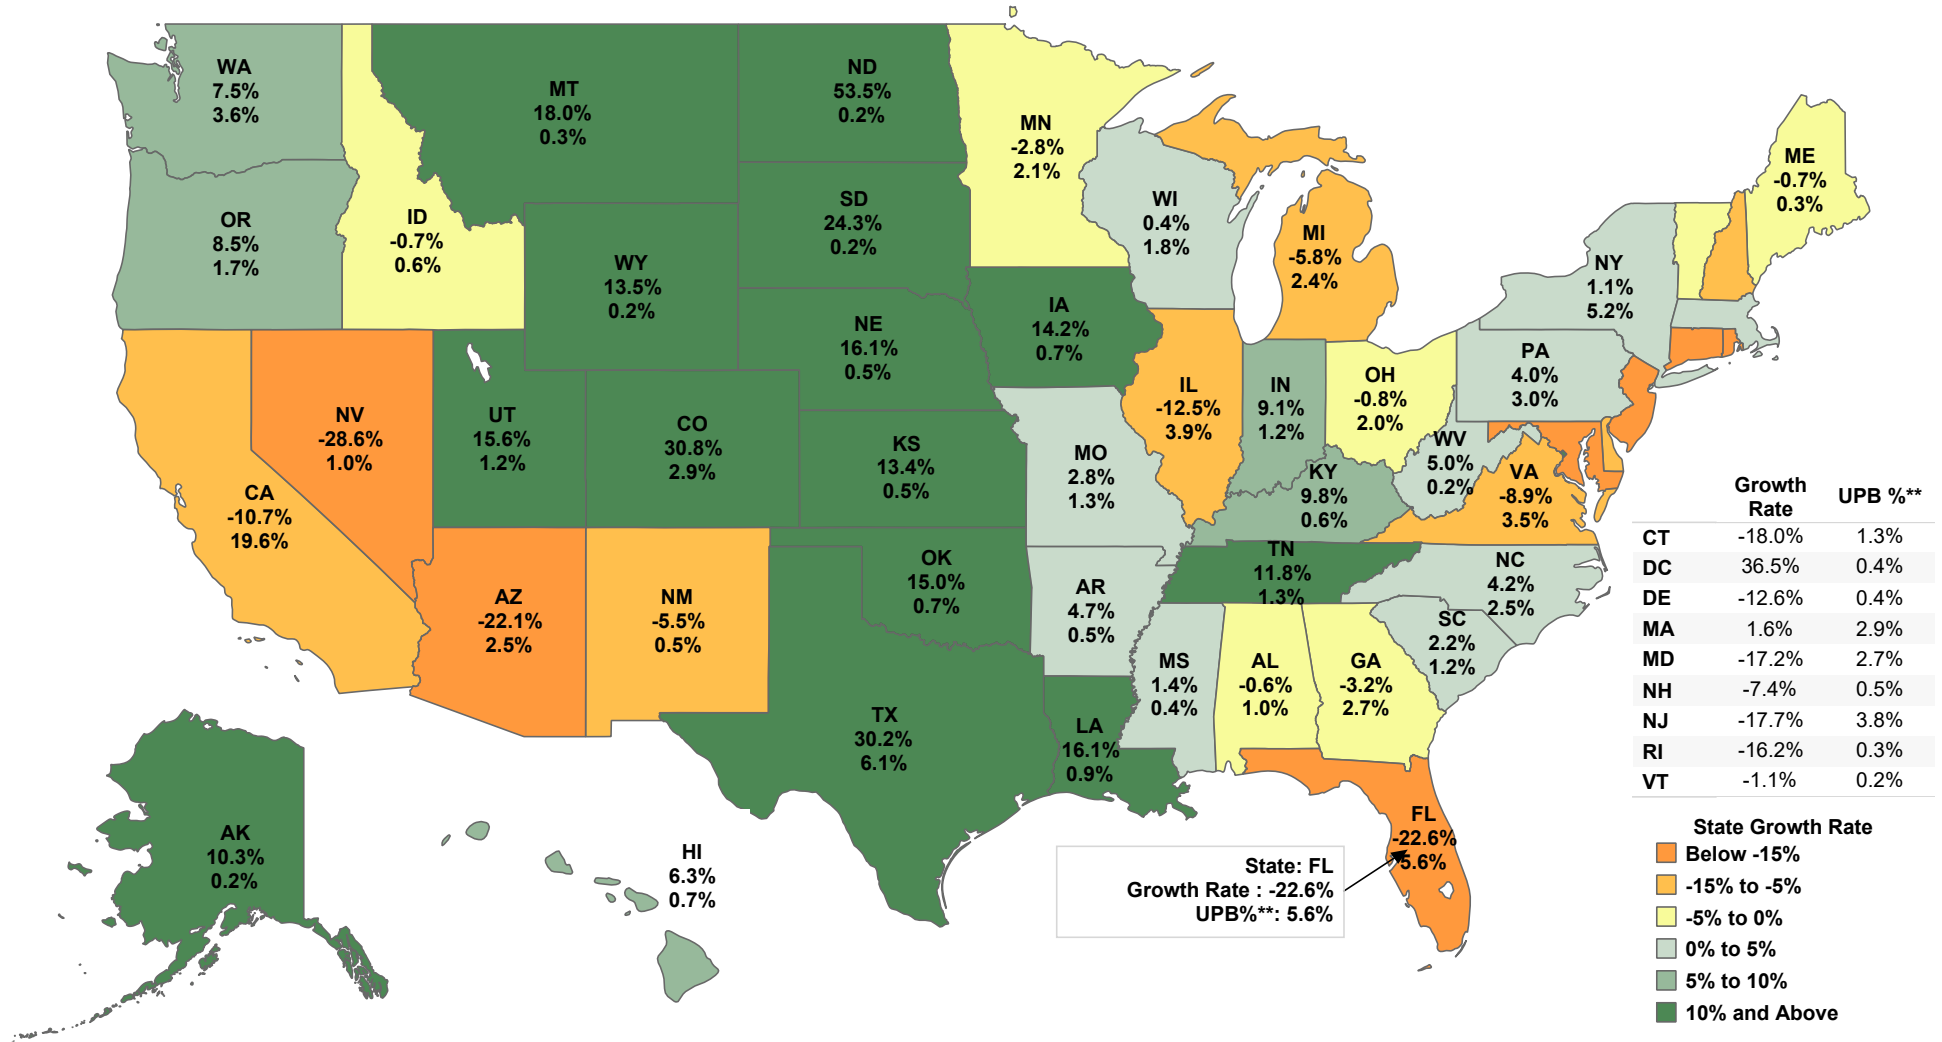 WA
7.5%
3.6%
OR
8.5%
1.7%
ID
-0.7%
0.6%
MT
18.0%
0.3%
ND
53.5%
0.2%
SD
24.3%
0.2%
WY
13.5%
0.2%
NE
16.1%
0.5%
MN
-2.8%
2.1%
WI
0.4%
1.8%
MI
-5.8%
2.4%
IA
14.2%
0.7%
NV
-28.6%
1.0%
UT
15.6%
1.2%
CO
30.8%
2.9%
KS
13.4%
0.5%
CA
-10.7%
19.6%
AZ
-22.1%
2.5%
NM
-5.5%
0.5%
OK
15.0%
0.7%
TX
30.2%
6.1%
MO
2.8%
1.3%
AR
4.7%
0.5%
LA
16.1%
0.9%
IL
-12.5%
3.9%
IN
9.1%
1.2%
OH
-0.8%
2.0%
KY
9.8%
0.6%
TN
11.8%
1.3%
MS
1.4%
0.4%
AL
-0.6%
1.0%
GA
-3.2%
2.7%
SC
2.2%
1.2%
NC
4.2%
2.5%
VA
-8.9%
3.5%
WV
5.0%
0.2%
PA
4.0%
3.0%
NY
1.1%
5.2%
ME
-0.7%
0.3%
FL
-22.6%
5.6%
AK
10.3%
0.2%
HI
6.3%
0.7%
State: FL
Growth Rate : -22.6%
UPB%**: 5.6%
Growth
Rate
UPB %**
CT -18.0% 1.3%
DC 36.5% 0.4%
DE -12.6% 0.4%
MA 1.6% 2.9%
MD -17.2% 2.7%
NH -7.4% 0.5%
NJ -17.7% 3.8%
RI -16.2% 0.3%
VT -1.1% 0.2%
State Growth Rate
Below -15%
-15% to -5%
-5% to 0%
0% to 5%
5% to 10%
10% and Above